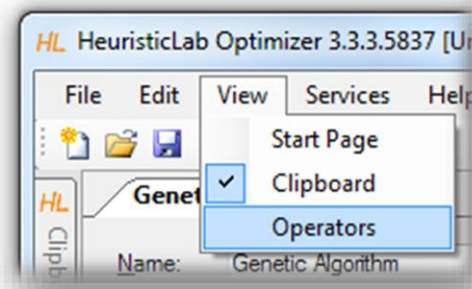 HL HeuristicLab Optimizer 3.3.3.5837
File Edit View Services Help
Start Page
HL Genet Clipboard
Clipb Operators
Name: Genetic Algorithm